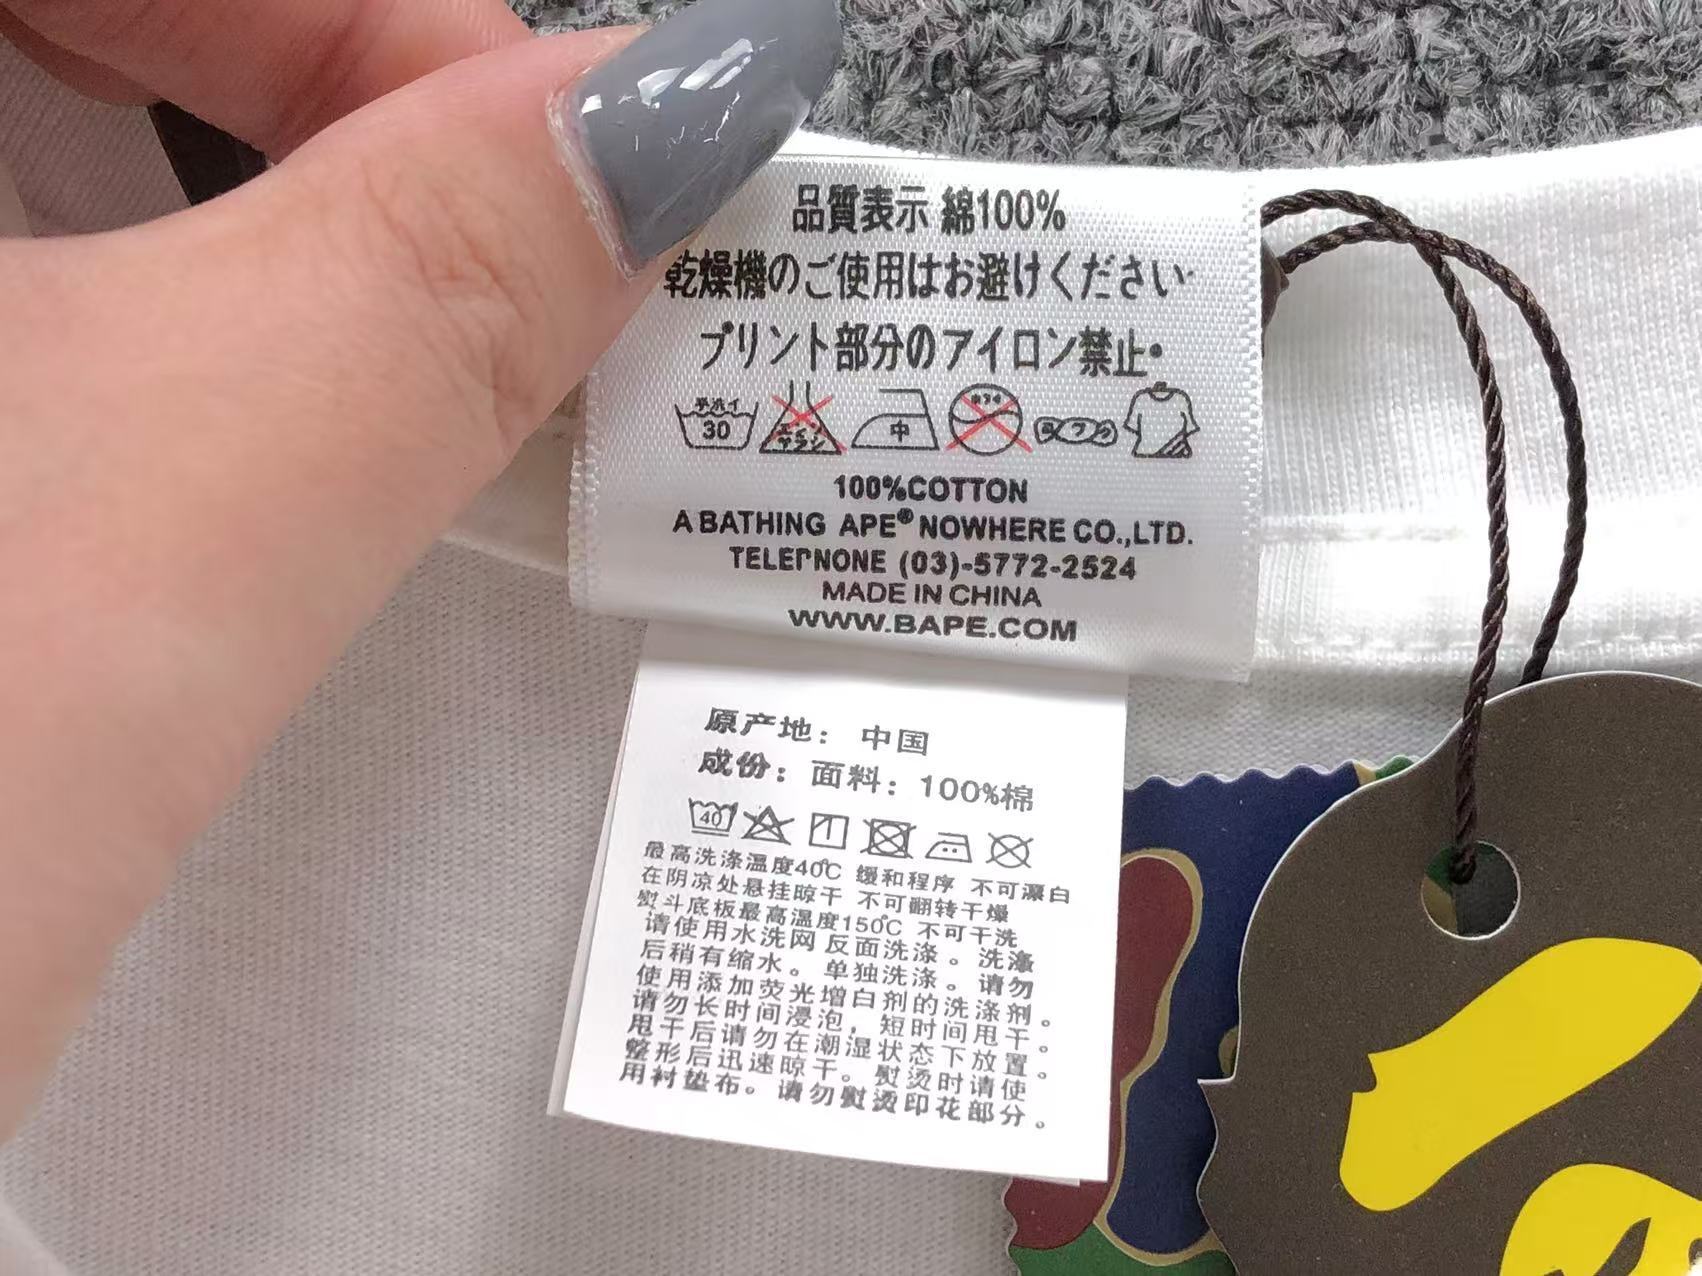 品質表示 綿100%
乾燥機のご使用はお避けください
プリント部分のアイロン禁止•
手ホイ
30
中
100%COTTON
A BATHING APE® NOWHERE CO.,LTD.
TELEPNONE (03)-5772-2524
MADE IN CHINA
WWW.BAPE.COM
原产地：中国
成份：面料：100%棉
40
最高洗涤温度40℃ 缓和程序 不可漂白
在阴凉处悬挂晾干 不可翻转干燥
熨斗底板最高温度150℃ 不可干洗
请使用水洗网 反面洗涤。洗涤
后稍有缩水。单独洗涤。请勿
使用添加荧光增白剂的洗涤剂。
请勿长时间浸泡，短时间甩干。
甩干后请勿在潮湿状态下放置。
整形后迅速晾干。熨烫时请使
用衬垫布。请勿熨烫印花部分。